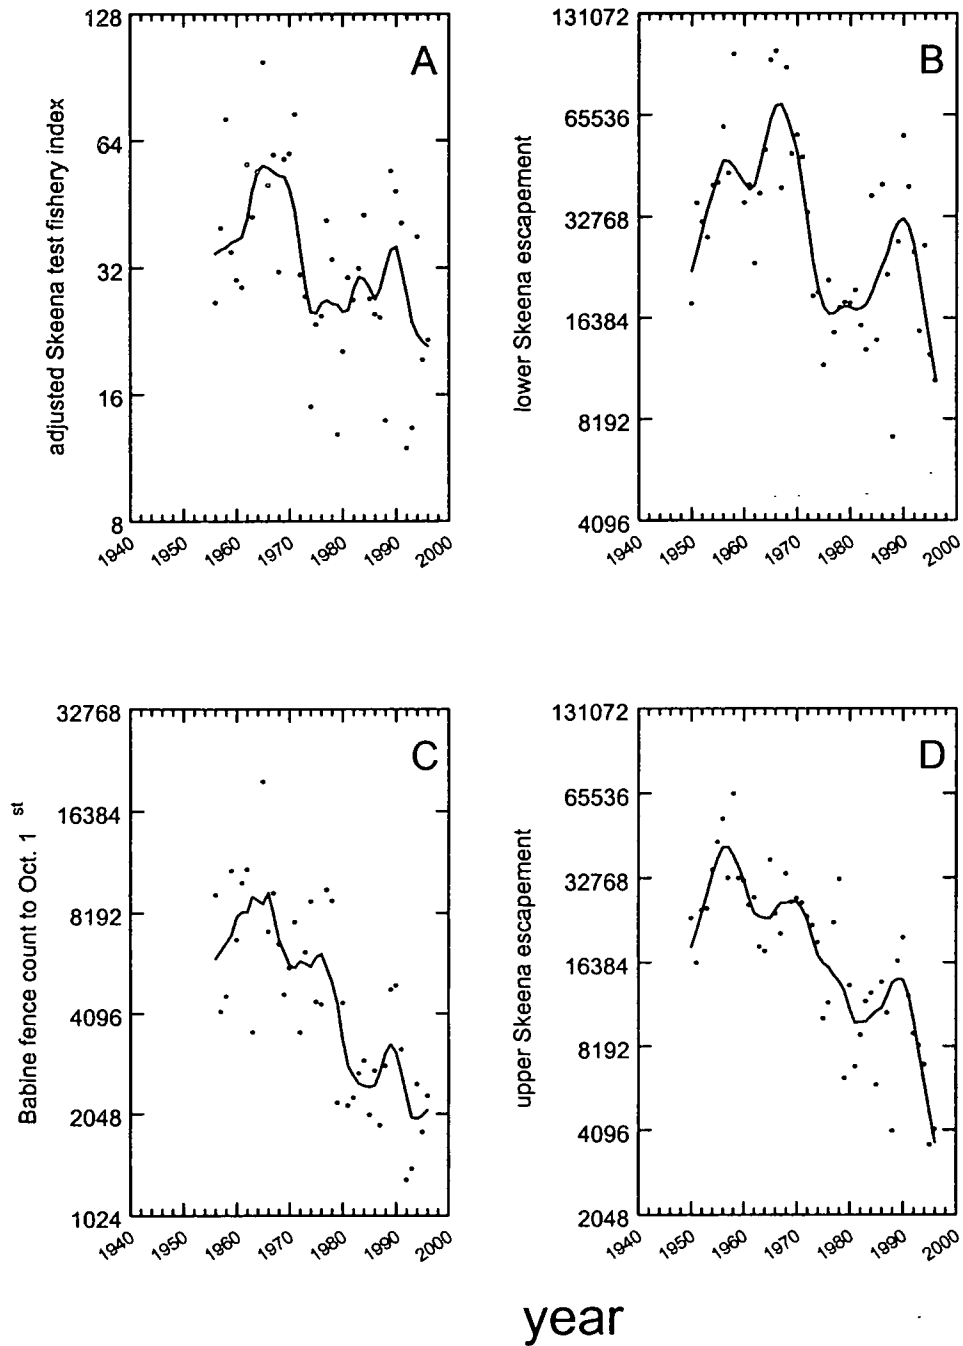 128
64
32
16
8
adjusted Skeena test fishery index
A
1940 1950 1960 1970 1980 1990 2000
131072
65536
32768
16384
8192
4096
lower Skeena escapement
B
1940 1950 1960 1970 1980 1990 2000
32768
16384
8192
4096
2048
1024
Babine fence count to Oct. 1 st
C
1940 1950 1960 1970 1980 1990 2000
131072
65536
32768
16384
8192
4096
2048
upper Skeena escapement
D
1940 1950 1960 1970 1980 1990 2000
year